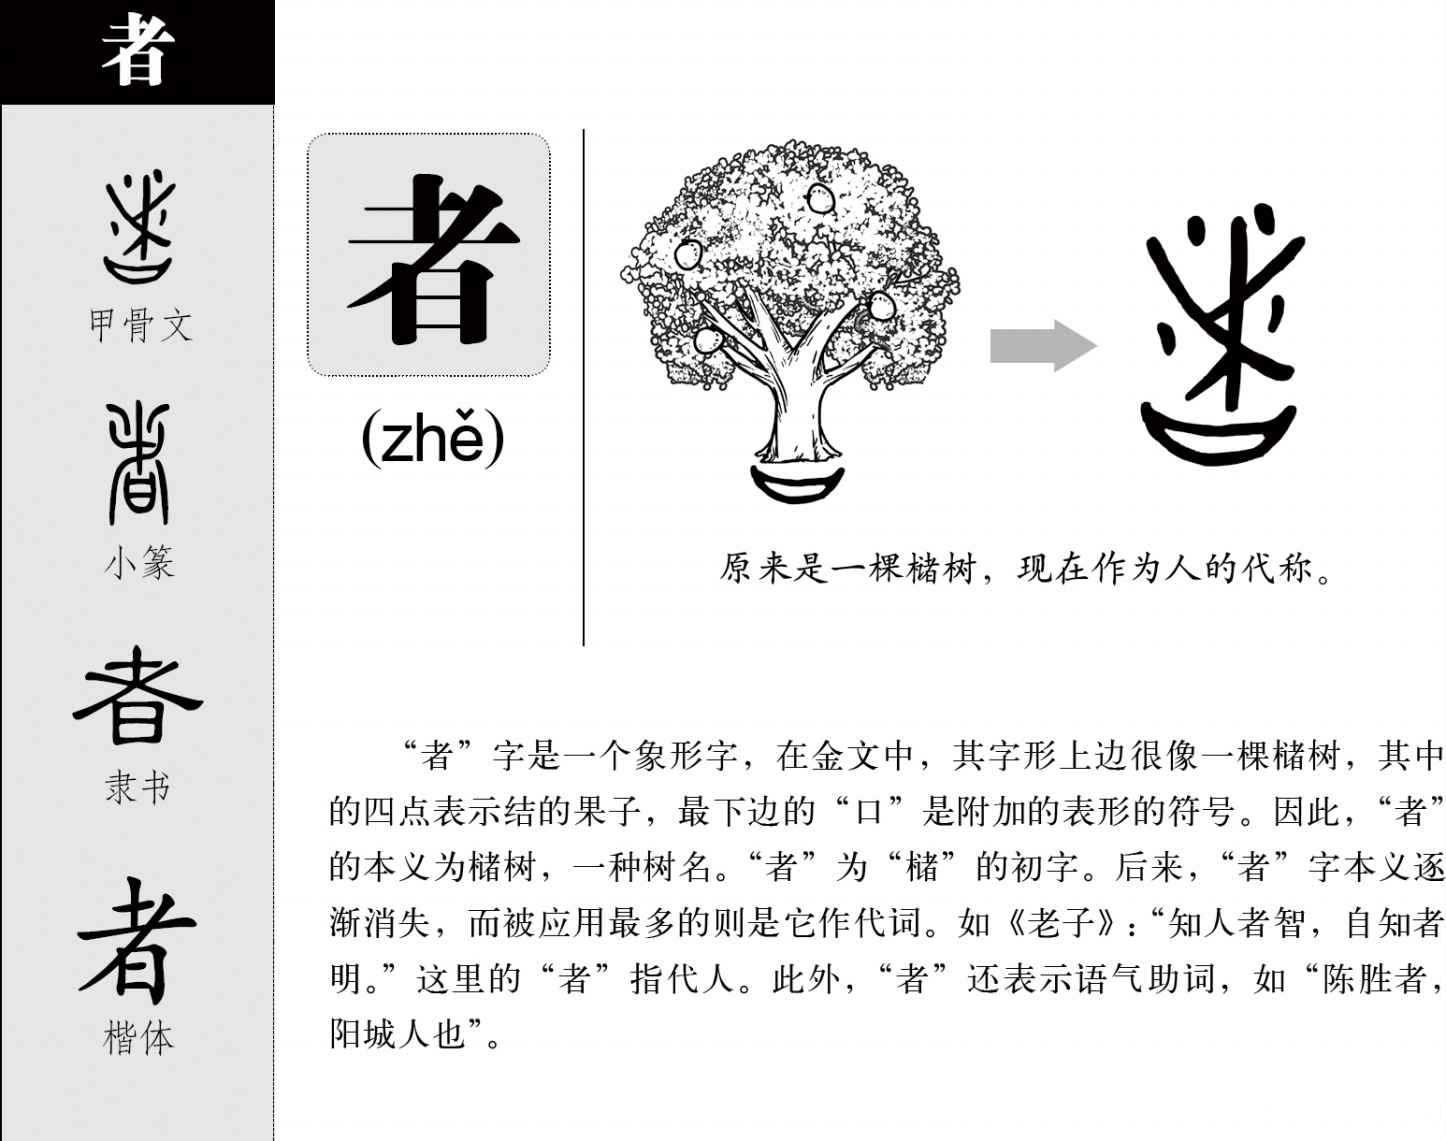 者
甲骨文
小篆
隶书
楷体
者
(zhě)
原来是一棵槠树，现在作为人的代称。
“者”字是一个象形字，在金文中，其字形上边很像一棵槠树，其中
的四点表示结的果子，最下边的“口”是附加的表形的符号。因此，“者”
的本义为槠树，一种树名。“者”为“槠”的初字。后来，“者”字本义逐
渐消失，而被应用最多的则是它作代词。如《老子》：“知人者智，自知者
明。”这里的“者”指代人。此外，“者”还表示语气助词，如“陈胜者，
阳城人也”。